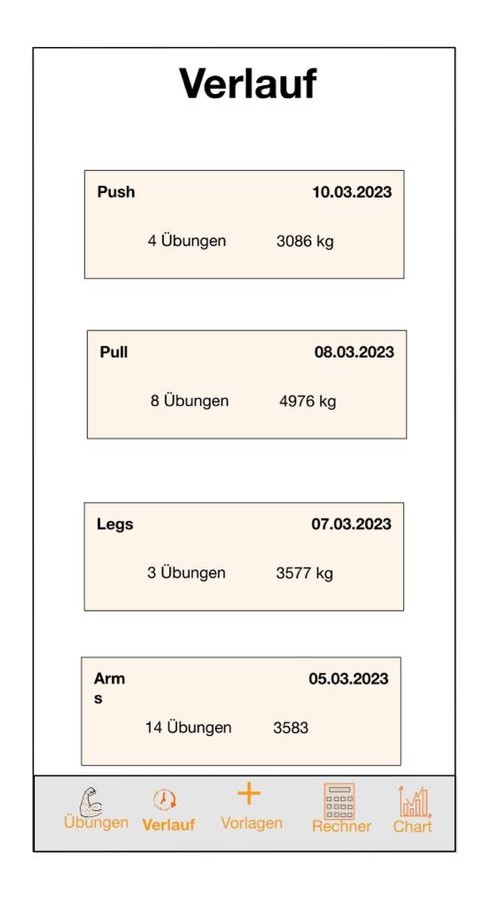 Verlauf
Push 10.03.2023
4 Übungen 3086 kg
Pull 08.03.2023
8 Übungen 4976 kg
Legs 07.03.2023
3 Übungen 3577 kg
Arm 05.03.2023
s
14 Übungen 3583
Übungen Verlauf Vorlagen Rechner Chart